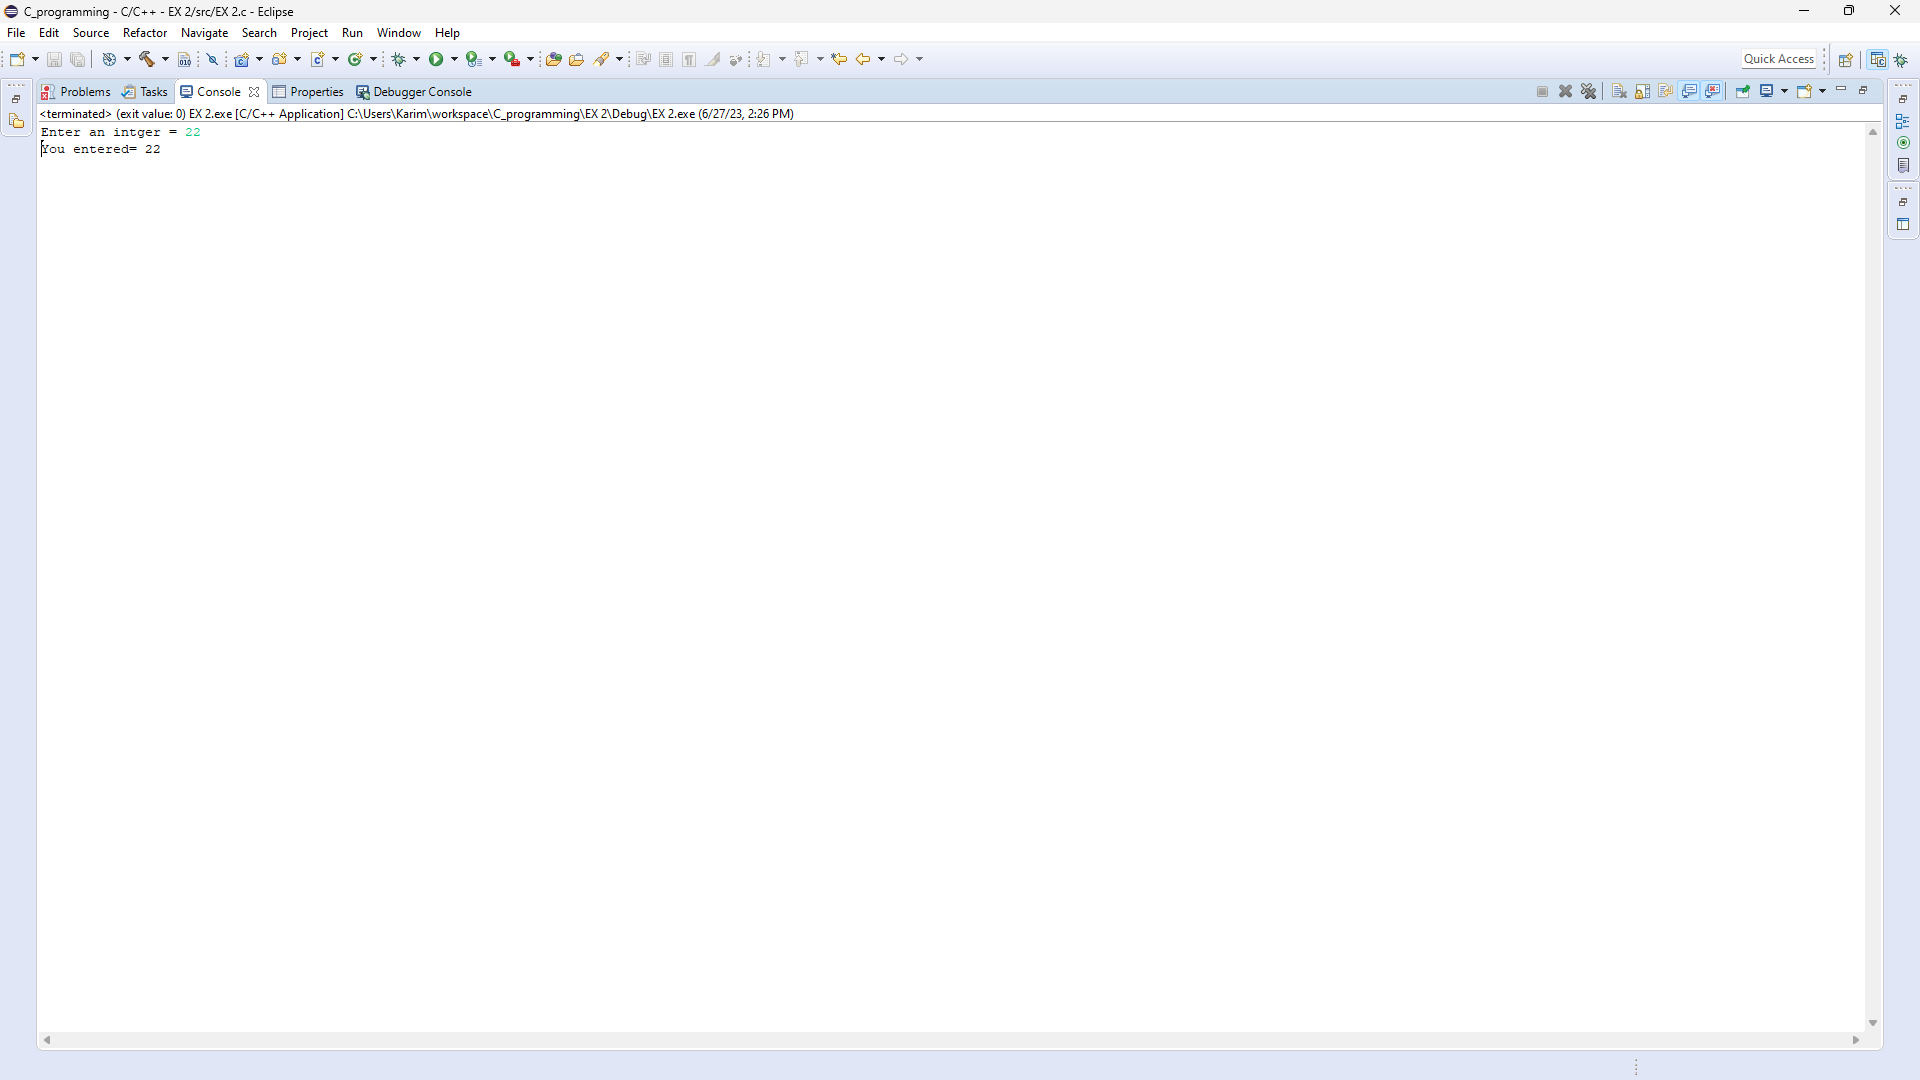 C_programming - C/C++ - EX 2/src/EX 2.c - Eclipse
File Edit Source Refactor Navigate Search Project Run Window Help
Quick Access
Problems Tasks Console Properties Debugger Console
<terminated> (exit value: 0) EX 2.exe [C/C++ Application] C:\Users\Karim\workspace\C_programming\EX 2\Debug\EX 2.exe (6/27/23, 2:26 PM)
Enter an intger = 22
You entered= 22